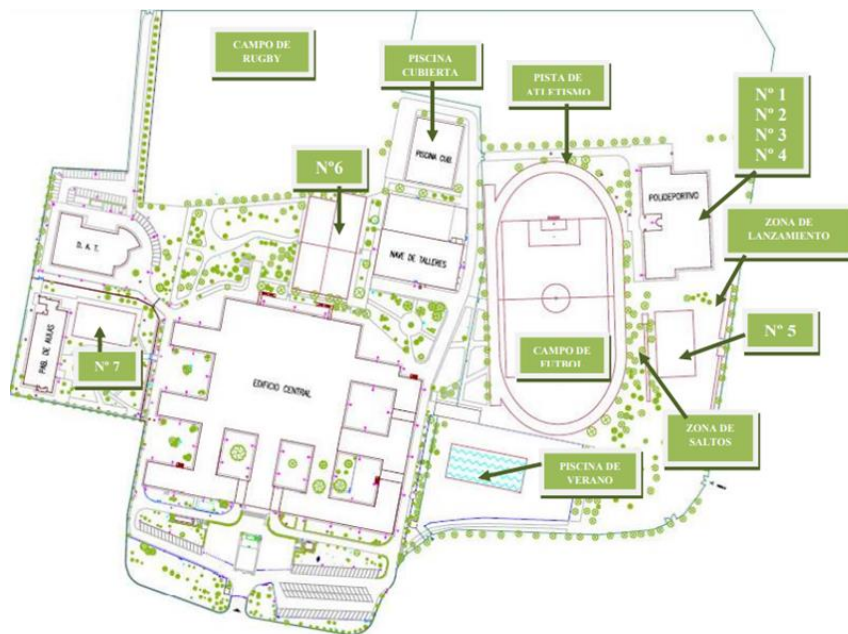 CAMPO DE
RUGBY
PISCINA
CUBIERTA
PISTA DE
ATLETISMO
Nº 1
Nº 2
Nº 3
Nº 4
Nº6
PISCINA CUB.
POLIDEPORTIVO
ZONA DE
LANZAMIENTO
D. A. T.
NAVE DE TALLERES
PAB. DE AULAS
Nº 7
EDIFICIO CENTRAL
CAMPO DE
FUTBOL
Nº 5
ZONA DE
SALTOS
PISCINA DE
VERANO